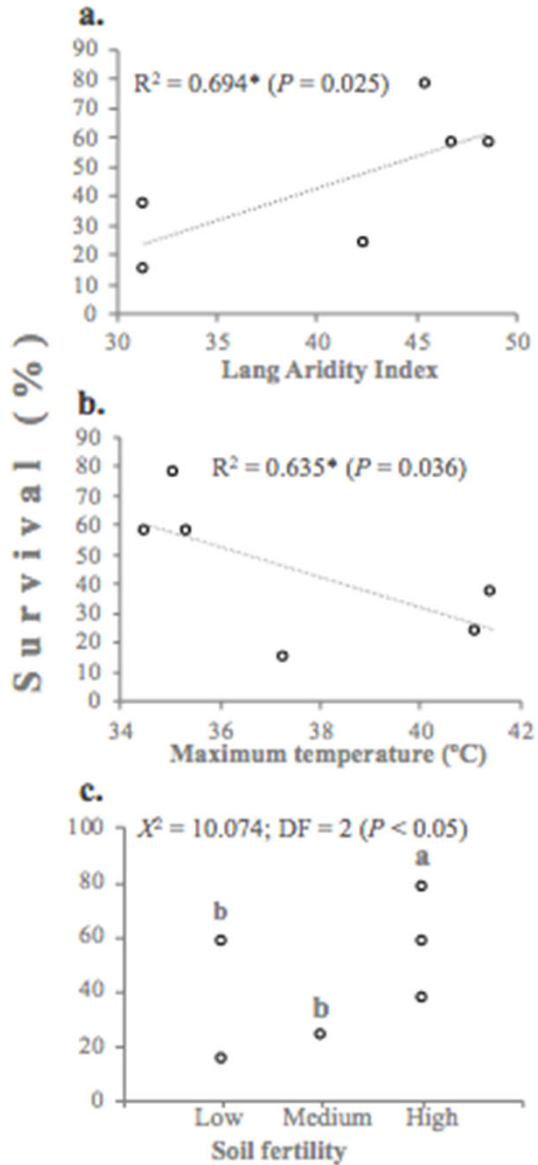 a.
90
R² = 0.694* (P = 0.025)
80
70
60
50
40
30
20
10
0
30 35 40 45 50
Lang Aridity Index
Survival (%)
b.
90
R² = 0.635* (P = 0.036)
80
70
60
50
40
30
20
10
0
34 36 38 40 42
Maximum temperature (°C)
c.
100
X² = 10.074; DF = 2 (P < 0.05)
a
80
b
60
40
b
20
0
Low Medium High
Soil fertility